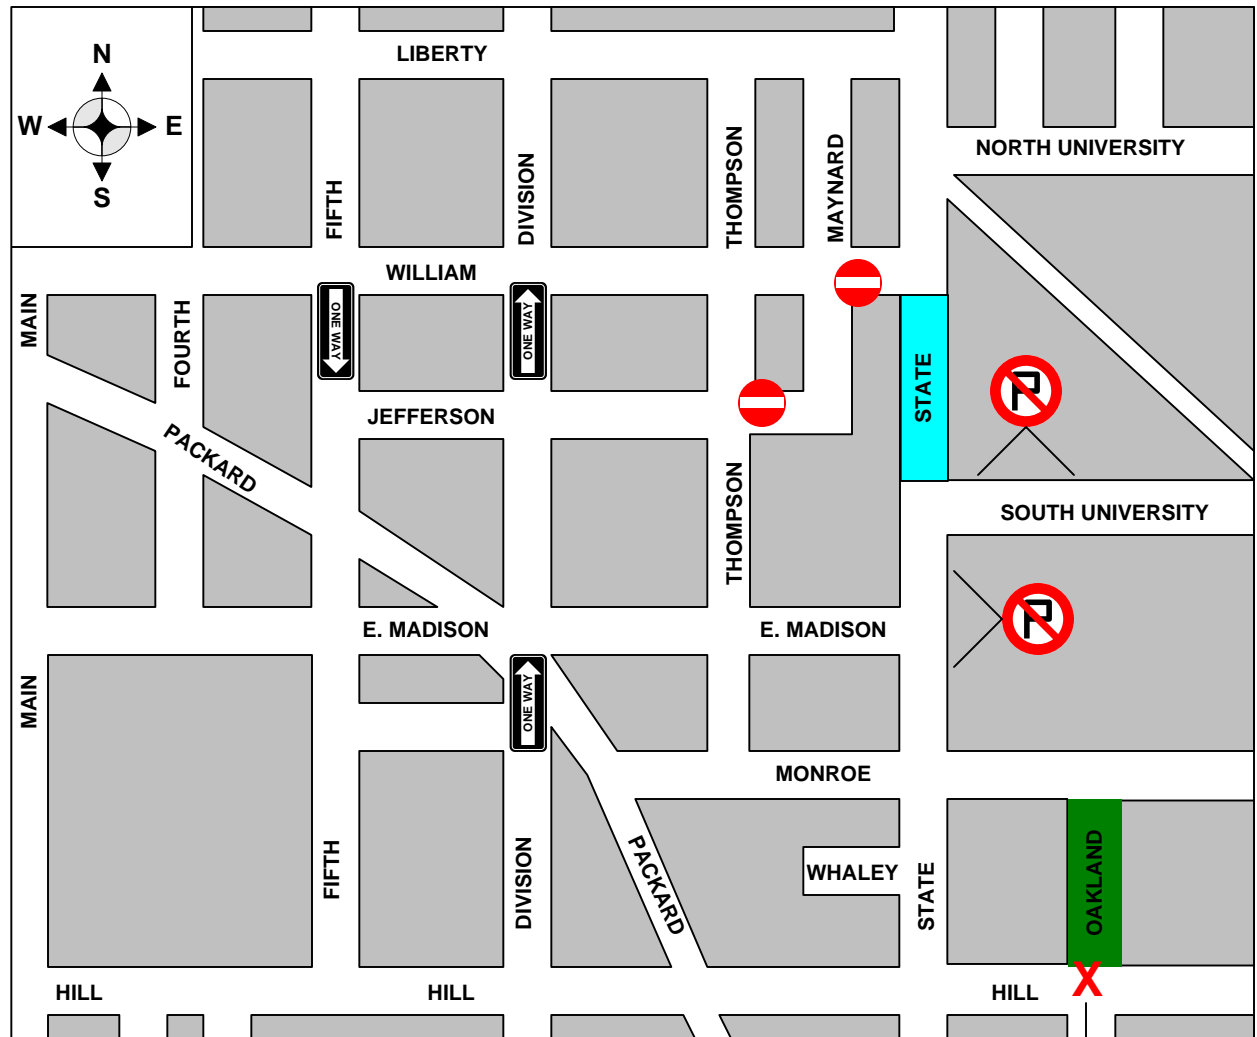 LIBERTY
N
W
E
S
NORTH UNIVERSITY
FIFTH
DIVISION
THOMPSON
MAYNARD
WILLIAM
MAIN
FOURTH
ONE WAY
ONE WAY
STATE
P
JEFFERSON
PACKARD
THOMPSON
SOUTH UNIVERSITY
E. MADISON
E. MADISON
P
MAIN
ONE WAY
MONROE
FIFTH
DIVISION
PACKARD
WHALEY
STATE
OAKLAND
HILL
HILL
HILL
X